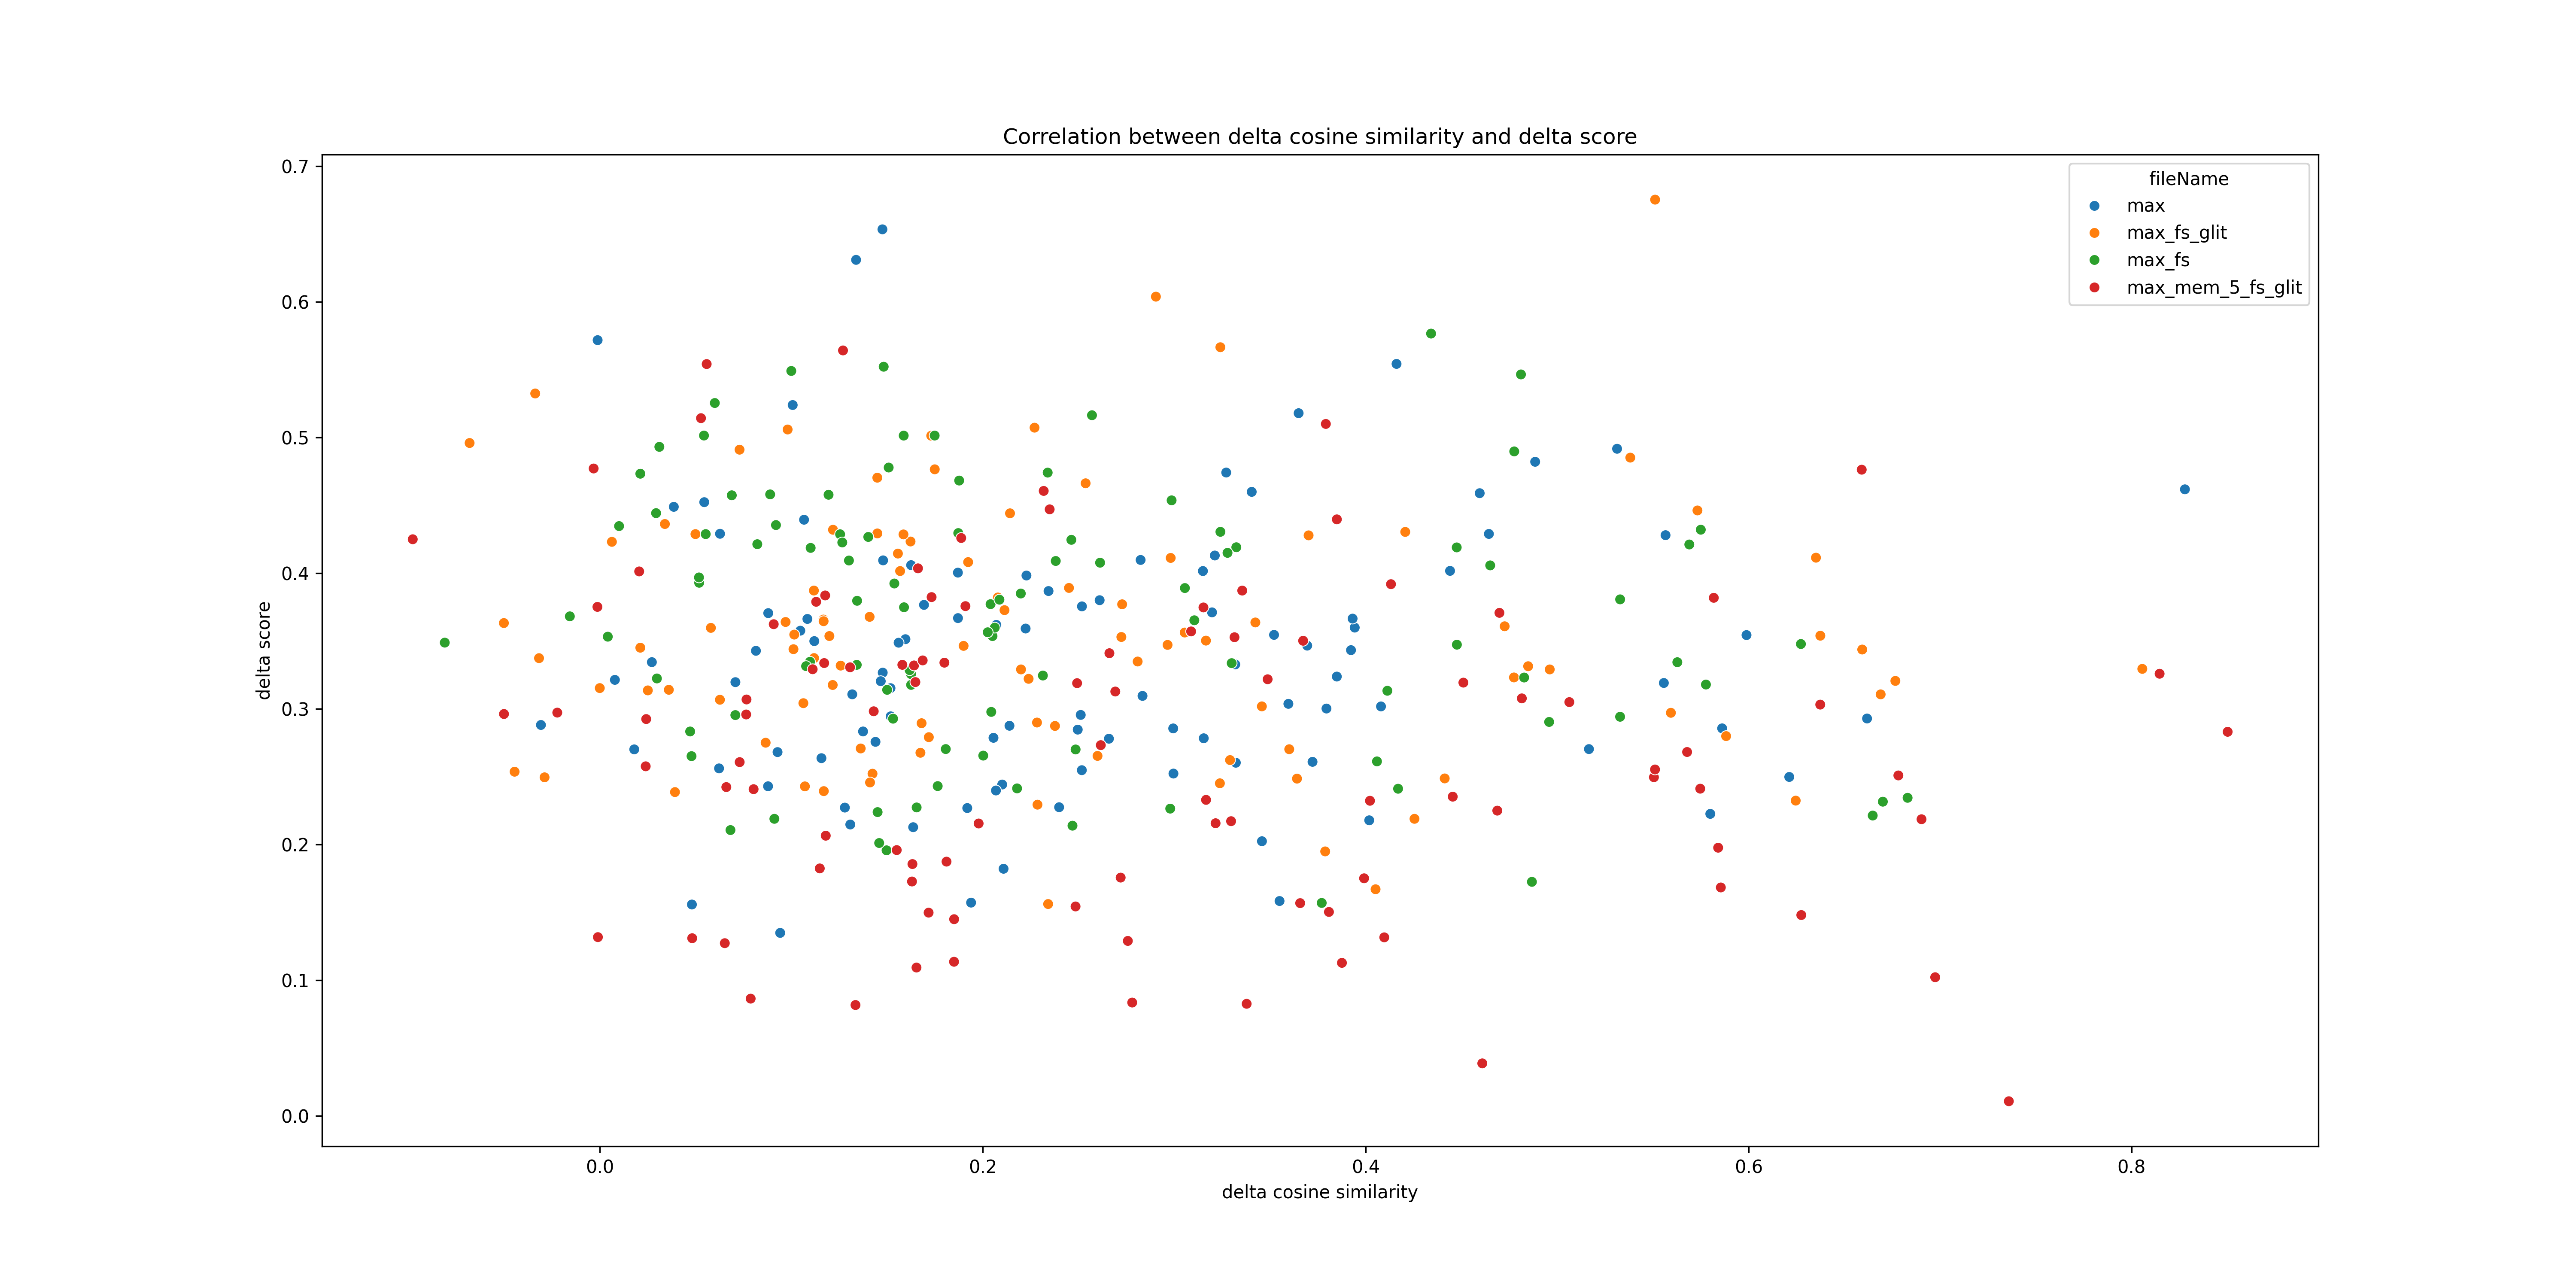 Correlation between delta cosine similarity and delta score
fileName
max
max_fs_glit
max_fs
max_mem_5_fs_glit
delta score
0.7
0.6
0.5
0.4
0.3
0.2
0.1
0.0
0.0
0.2
0.4
0.6
0.8
delta cosine similarity